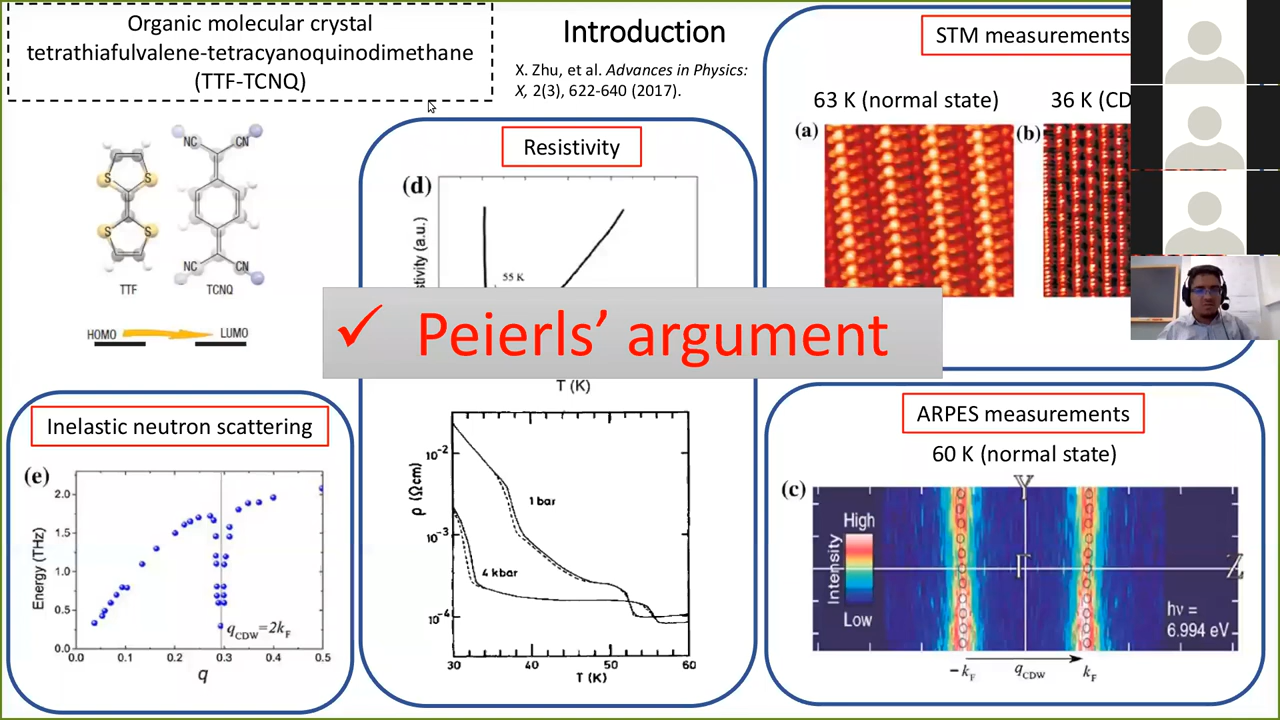 Organic molecular crystal
tetrathiafulvalene-tetracyanoquinodimethane
(TTF-TCNQ)
Introduction
X. Zhu, et al. Advances in Physics:
X, 2(3), 622-640 (2017).
STM measurements
63 K (normal state)
36 K (CD
(a)
(b)
NC
CN
S
S
S
S
NC
CN
TTF
TCNQ
HOMO
LUMO
Resistivity
(d)
stivity (a.u.)
55 K
T (K)
✓ Peierls’ argument
ρ (Ωcm)
10-2
10-3
10-4
1 bar
4 kbar
30
40
50
60
T (K)
Inelastic neutron scattering
(e)
Energy (THz)
2.0
1.5
1.0
0.5
0.0
qCDW=2kF
0.0
0.1
0.2
0.3
0.4
0.5
q
ARPES measurements
60 K (normal state)
(c)
High
Intensity
Low
Y
Γ
Z
hν =
6.994 eV
-kF
qCDW
kF